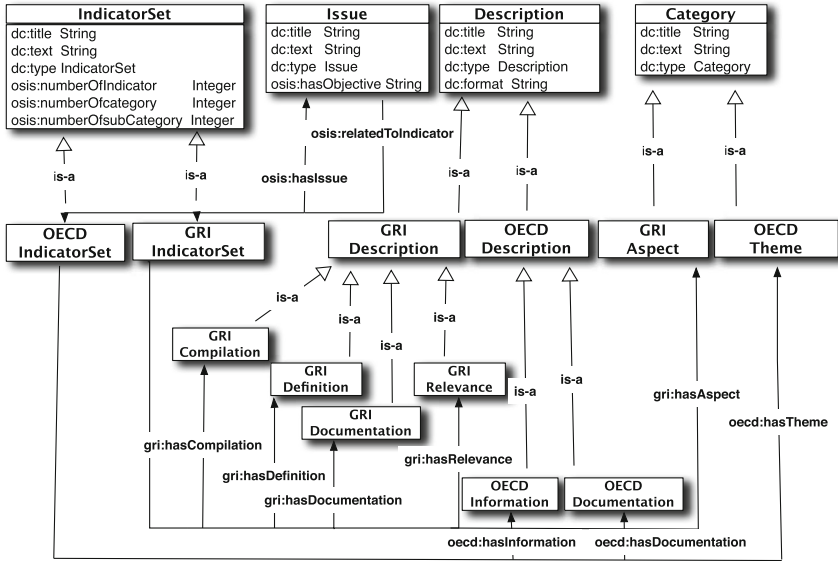 IndicatorSet
dc:title String
dc:text String
dc:type IndicatorSet
osis:numberOfIndicator Integer
osis:numberOfcategory Integer
osis:numberOfsubCategory Integer
Issue
dc:title String
dc:text String
dc:type Issue
osis:hasObjective String
Description
dc:title String
dc:text String
dc:type Description
dc:format String
Category
dc:title String
dc:text String
dc:type Category
osis:relatedToIndicator
is-a
is-a
osis:hasIssue
is-a
is-a
is-a
is-a
OECD
IndicatorSet
GRI
IndicatorSet
GRI
Description
OECD
Description
GRI
Aspect
OECD
Theme
is-a
is-a
is-a
is-a
GRI
Compilation
GRI
Definition
GRI
Documentation
GRI
Relevance
is-a
is-a
gri:hasAspect
oecd:hasTheme
gri:hasCompilation
gri:hasDefinition
gri:hasDocumentation
gri:hasRelevance
OECD
Information
OECD
Documentation
oecd:hasInformation
oecd:hasDocumentation